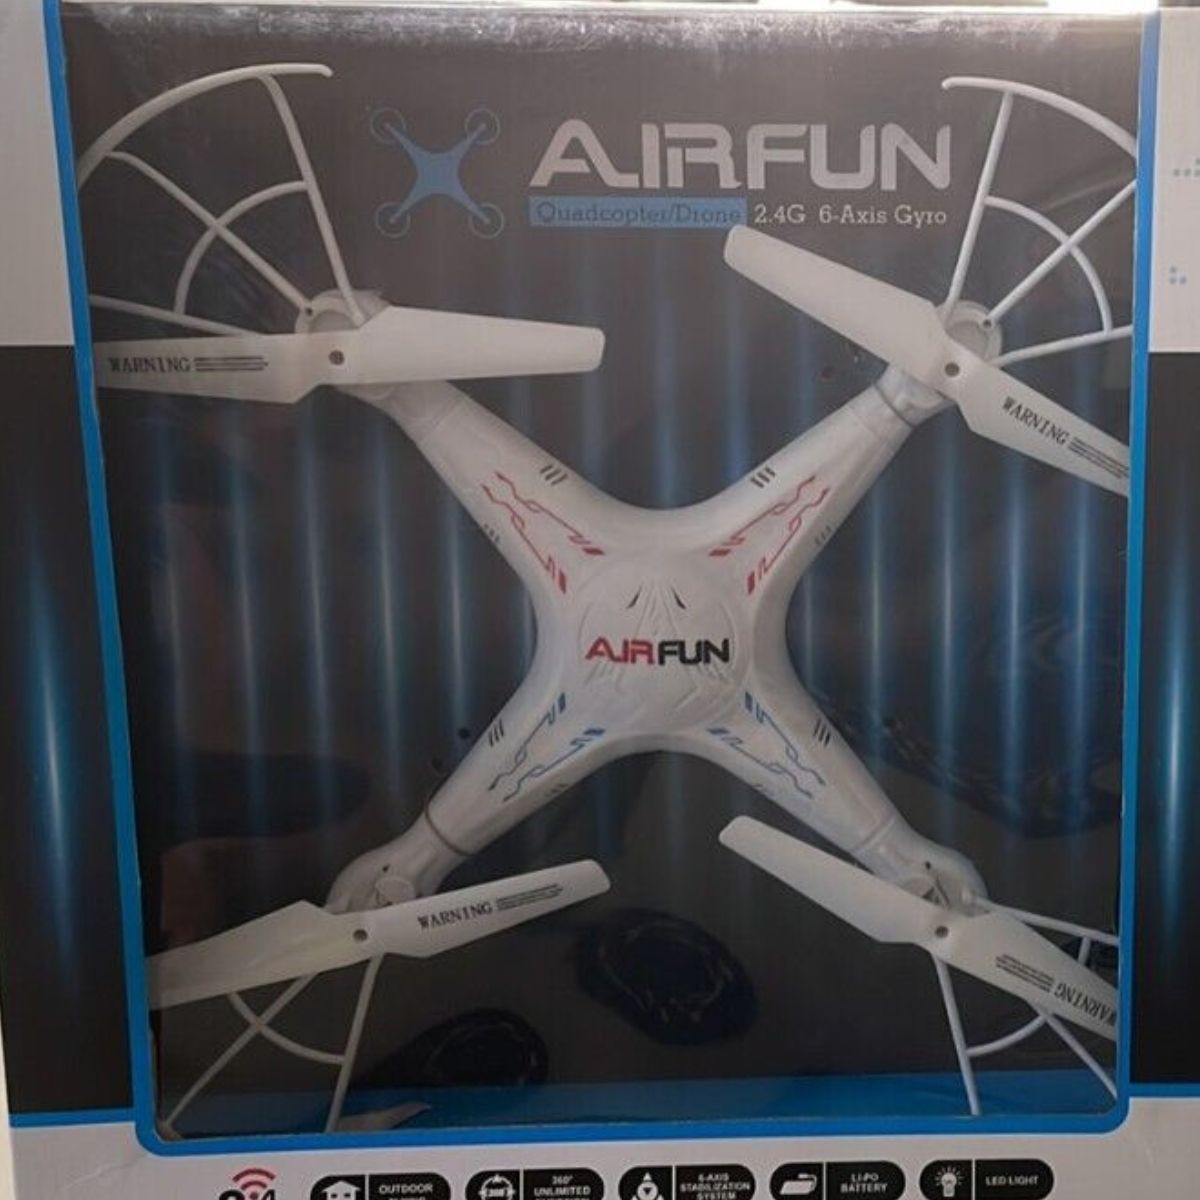 AIRFUN
Quadcopter/Drone 2.4G 6-Axis Gyro
WARNING
WARNING
AIRFUN
WARNING
WARNING
OUTDOOR
360°
UNLIMITED
6-AXIS
STABILIZATION
SYSTEM
LI-PO
BATTERY
LED LIGHT